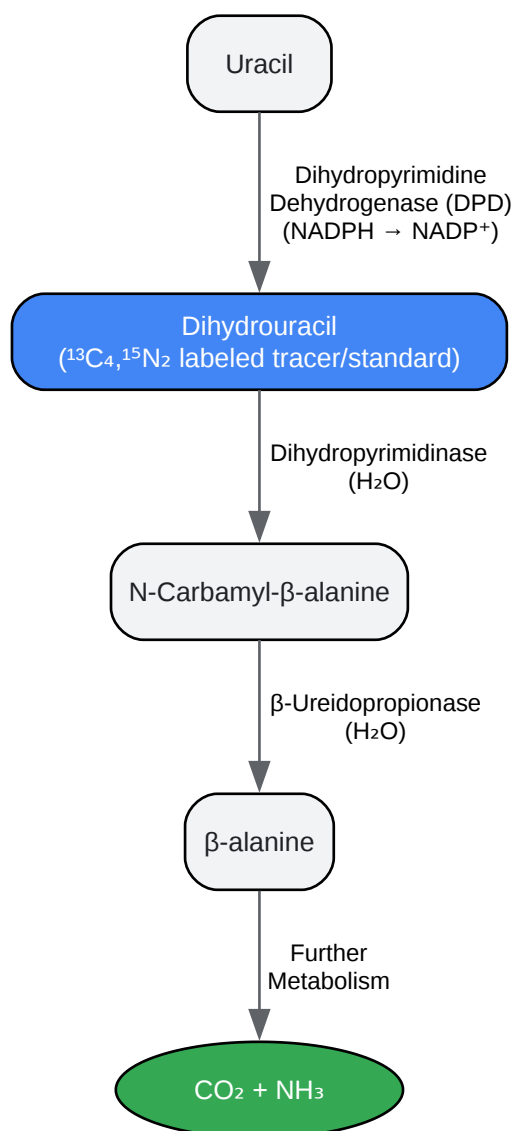 Uracil
Dihydropyrimidine
Dehydrogenase (DPD)
(NADPH → NADP⁺)
Dihydrouracil
(¹³C₄,¹⁵N₂ labeled tracer/standard)
Dihydropyrimidinase
(H₂O)
N-Carbamyl-β-alanine
β-Ureidopropionase
(H₂O)
β-alanine
Further
Metabolism
CO₂ + NH₃